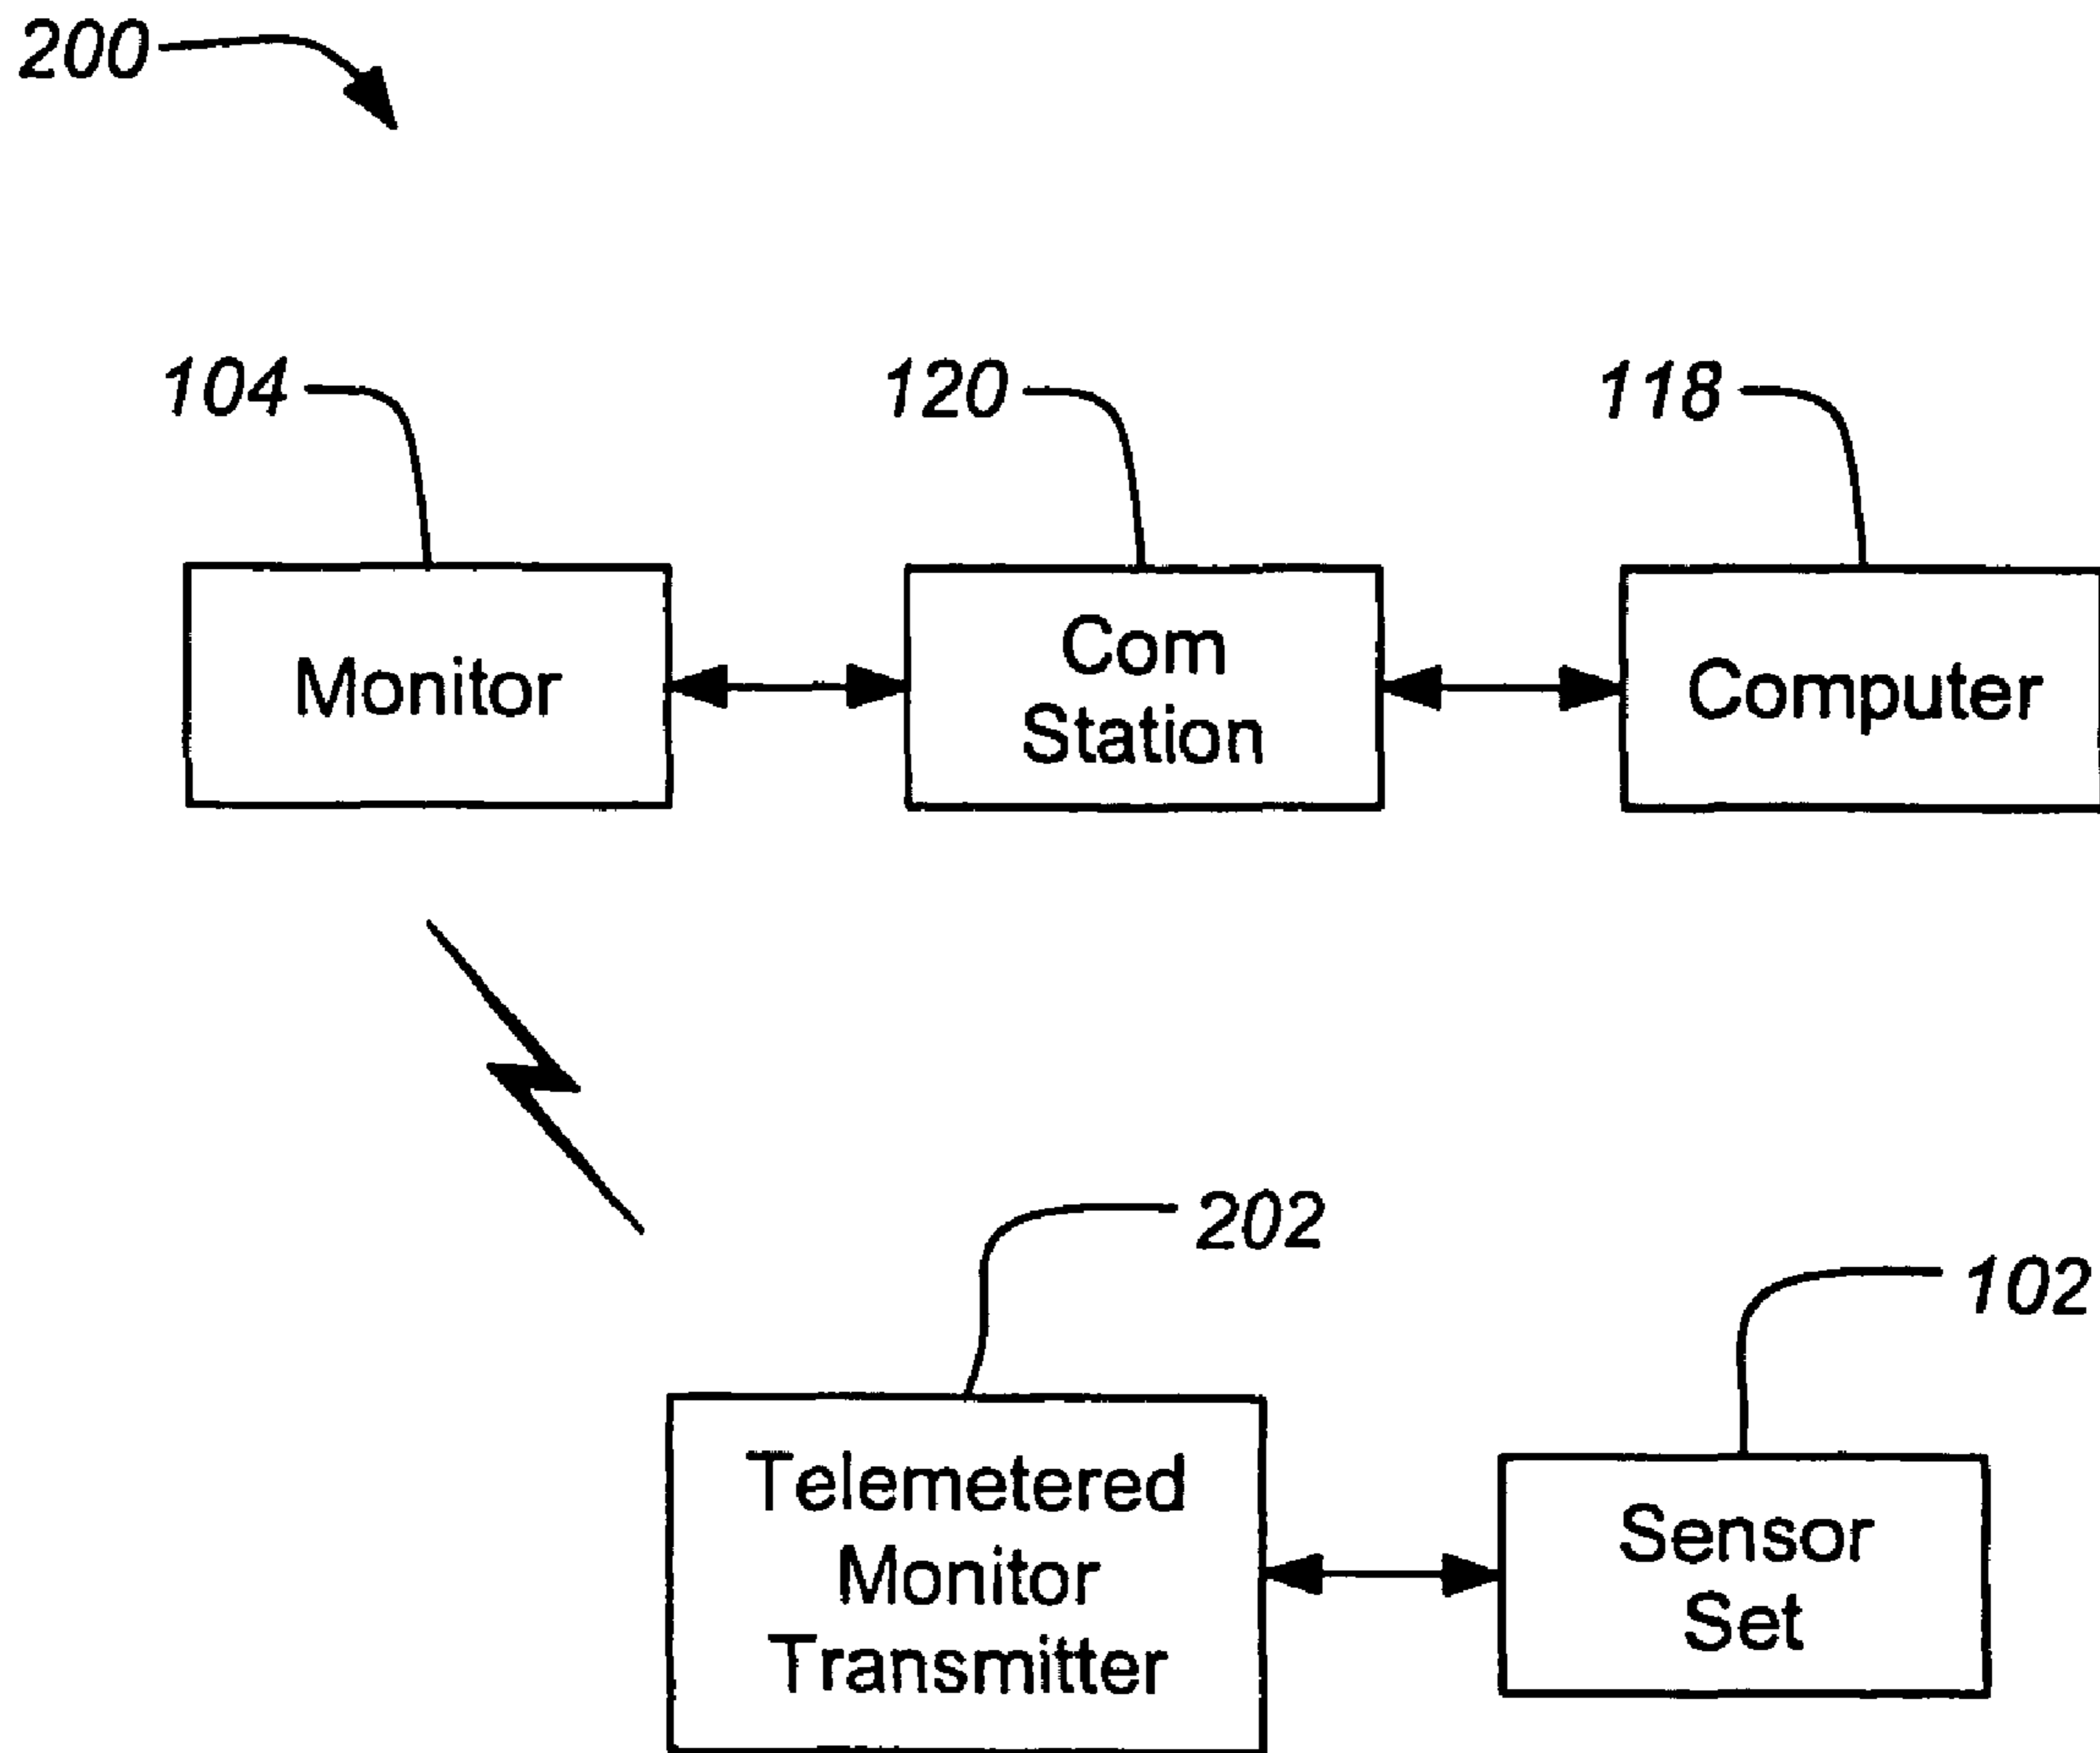 200
104
120
118
Monitor
Com
Station
Computer
202
102
Telemetered
Monitor
Transmitter
Sensor
Set